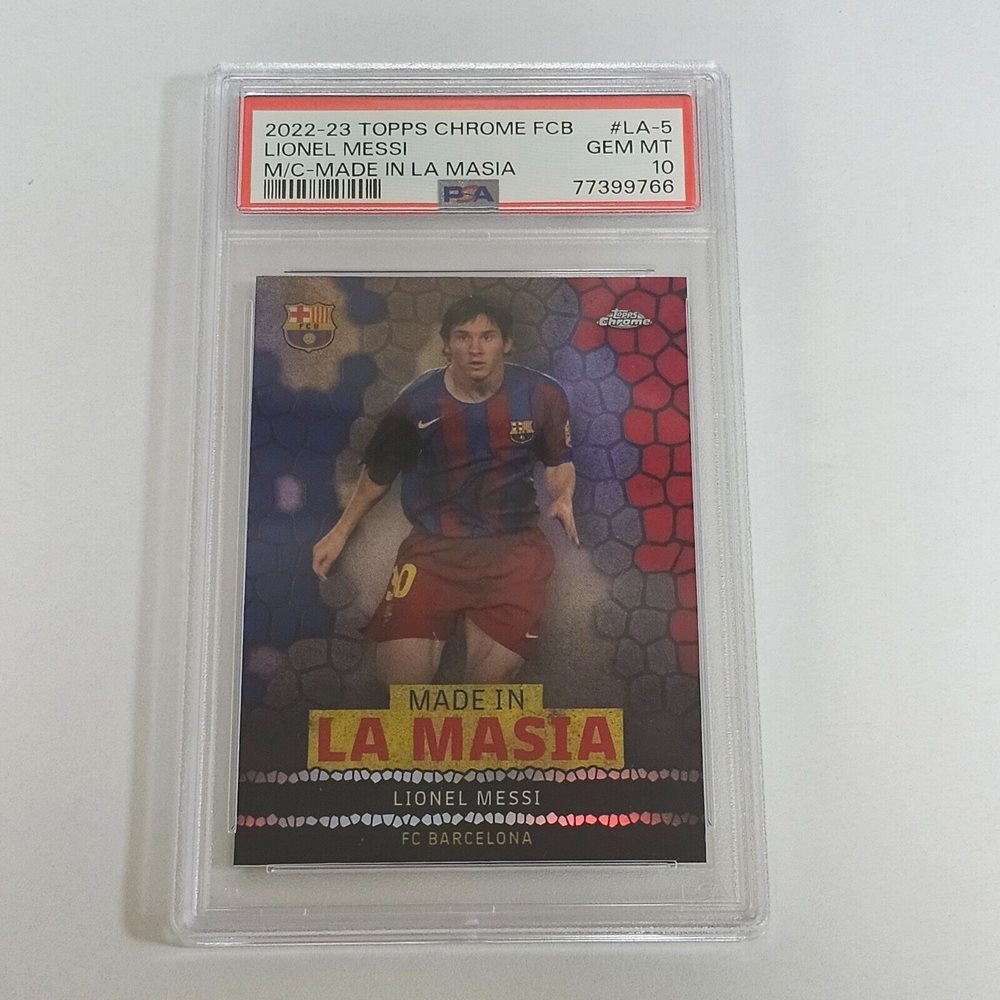 2022-23 TOPPS CHROME FCB #LA-5
LIONEL MESSI GEM MT
M/C-MADE IN LA MASIA 10
PSA 77399766
FCB
Topps
Chrome
10
MADE IN
LA MASIA
LIONEL MESSI
FC BARCELONA